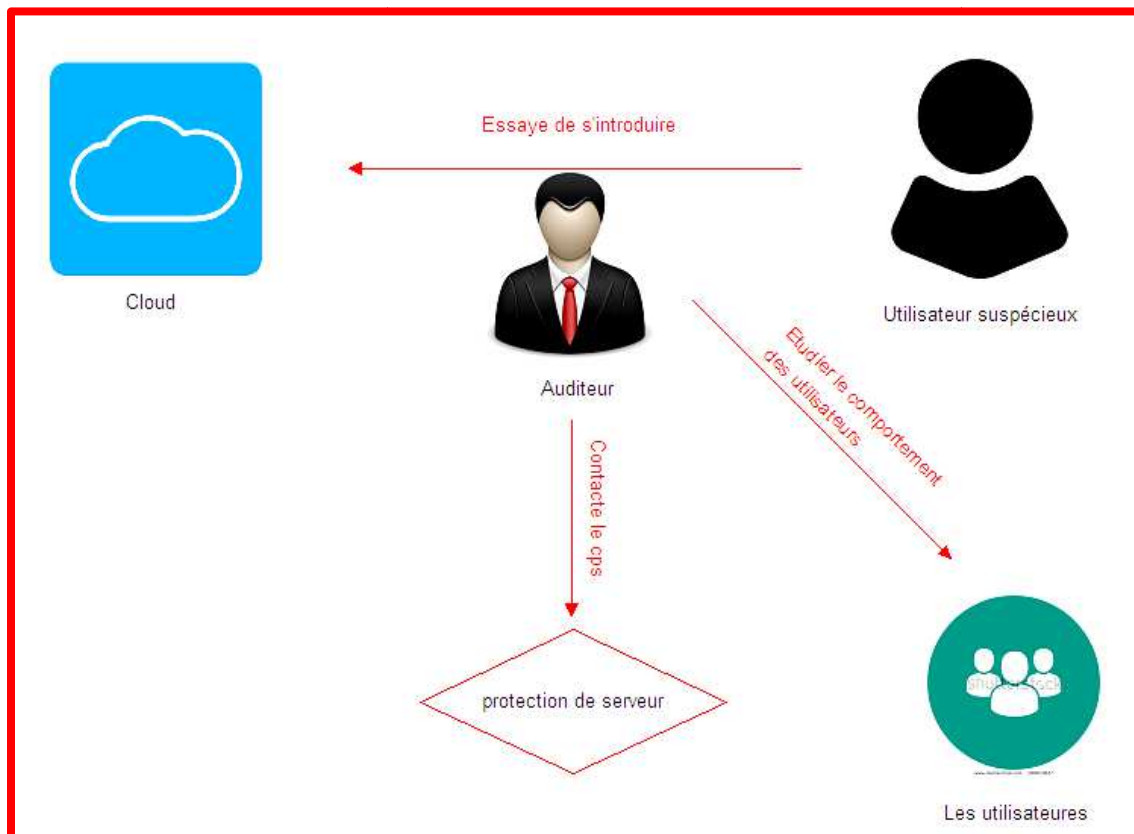 Essaye de s'introduire
Cloud
Utilisateur suspécieux
Auditeur
Etudier le comportement
des utilisateurs
Contacte le cps
protection de serveur
shutterstock
Les utilisateures